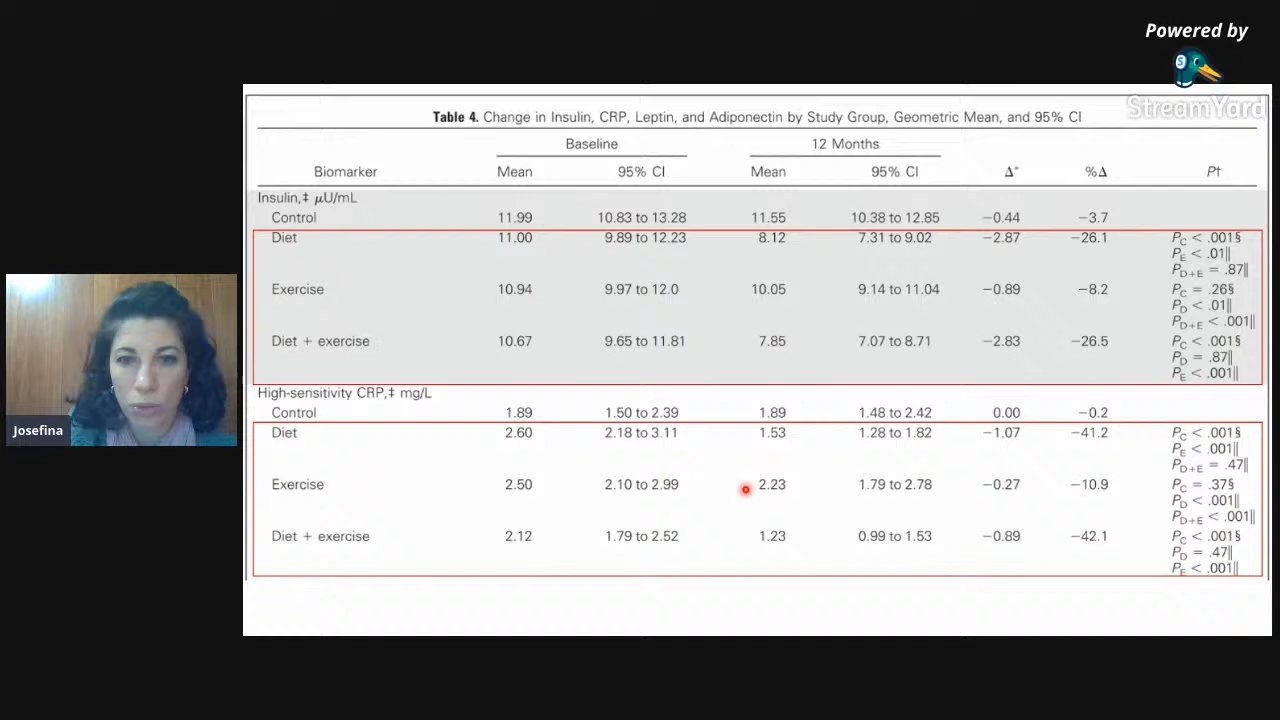 Powered by
StreamYard
Table 4. Change in Insulin, CRP, Leptin, and Adiponectin by Study Group, Geometric Mean, and 95% CI
Baseline 12 Months
Biomarker Mean 95% CI Mean 95% CI Δ* %Δ P†
Insulin,‡ μU/mL
Control 11.99 10.83 to 13.28 11.55 10.38 to 12.85 −0.44 −3.7
Diet 11.00 9.89 to 12.23 8.12 7.31 to 9.02 −2.87 −26.1 PC < .001§
PE < .01||
PD+E = .87||
Exercise 10.94 9.97 to 12.0 10.05 9.14 to 11.04 −0.89 −8.2 PC = .26§
PD < .01||
PD+E < .001||
Diet + exercise 10.67 9.65 to 11.81 7.85 7.07 to 8.71 −2.83 −26.5 PC < .001§
PD = .87||
PE < .001||
High-sensitivity CRP,‡ mg/L
Control 1.89 1.50 to 2.39 1.89 1.48 to 2.42 0.00 −0.2
Diet 2.60 2.18 to 3.11 1.53 1.28 to 1.82 −1.07 −41.2 PC < .001§
PE < .001||
PD+E = .47||
Exercise 2.50 2.10 to 2.99 2.23 1.79 to 2.78 −0.27 −10.9 PC = .37§
PD < .001||
PD+E < .001||
Diet + exercise 2.12 1.79 to 2.52 1.23 0.99 to 1.53 −0.89 −42.1 PC < .001§
PD = .47||
PE < .001||
Josefina